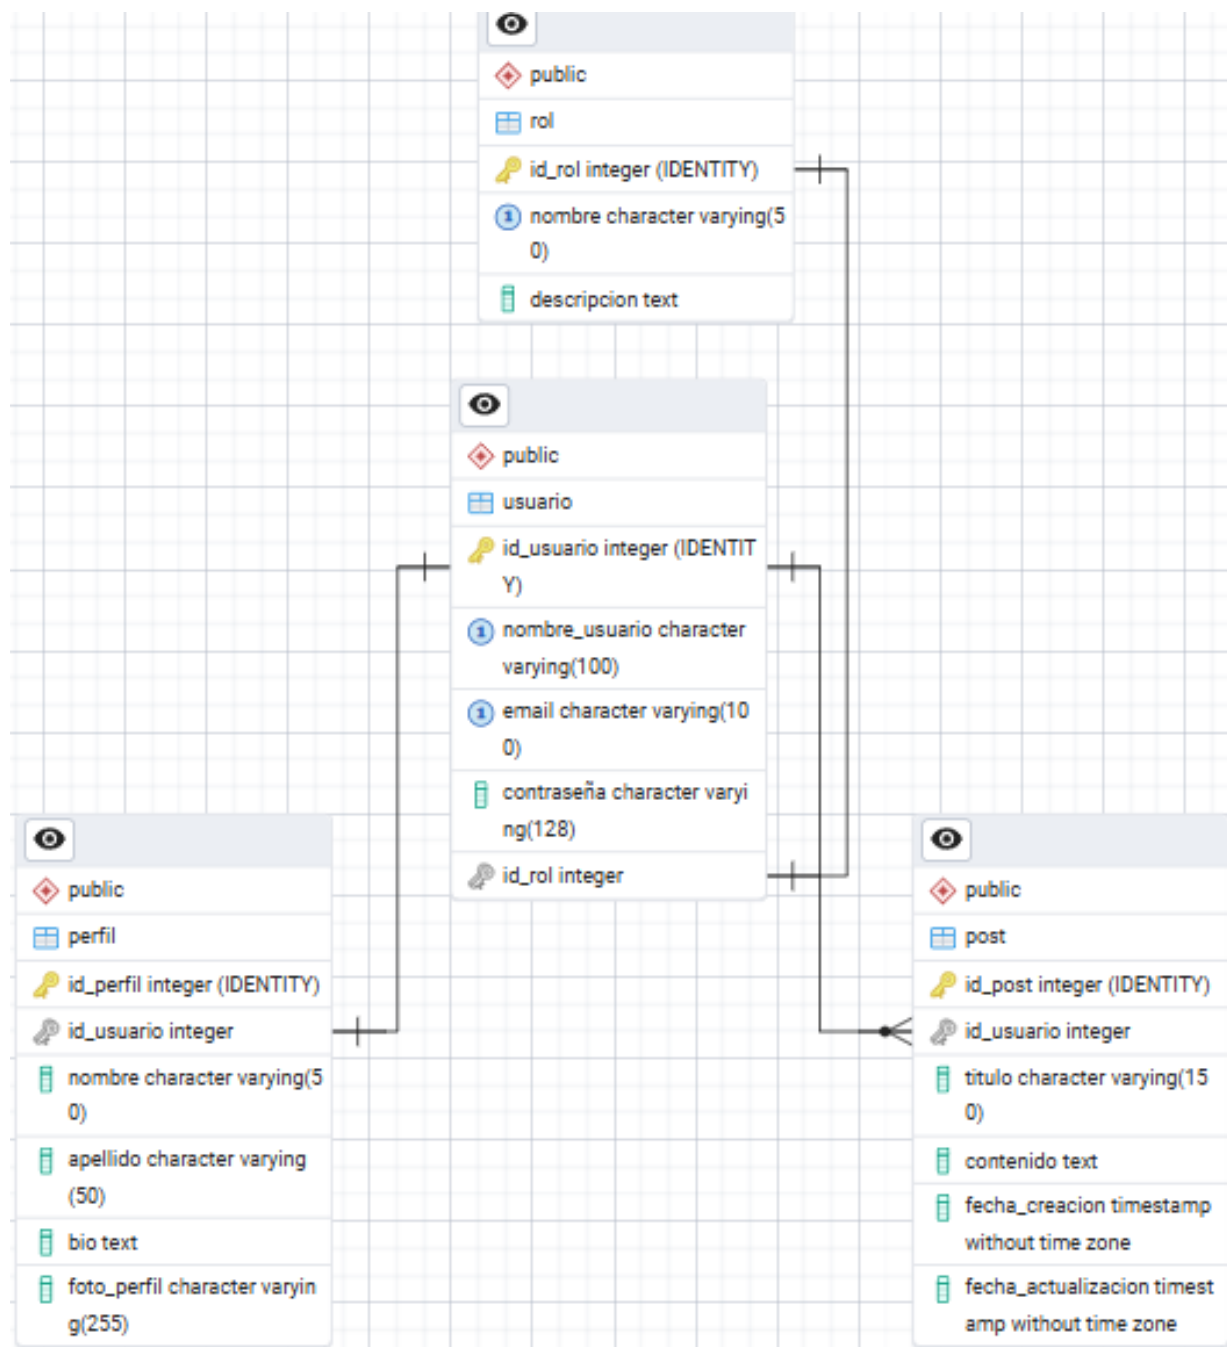 public
rol
id_rol integer (IDENTITY)
nombre character varying(5
0)
descripcion text
public
usuario
id_usuario integer (IDENTIT
Y)
nombre_usuario character
varying(100)
email character varying(10
0)
contraseña character varyi
ng(128)
id_rol integer
public
perfil
id_perfil integer (IDENTITY)
id_usuario integer
nombre character varying(5
0)
apellido character varying
(50)
bio text
foto_perfil character varyin
g(255)
public
post
id_post integer (IDENTITY)
id_usuario integer
titulo character varying(15
0)
contenido text
fecha_creacion timestamp
without time zone
fecha_actualizacion timest
amp without time zone